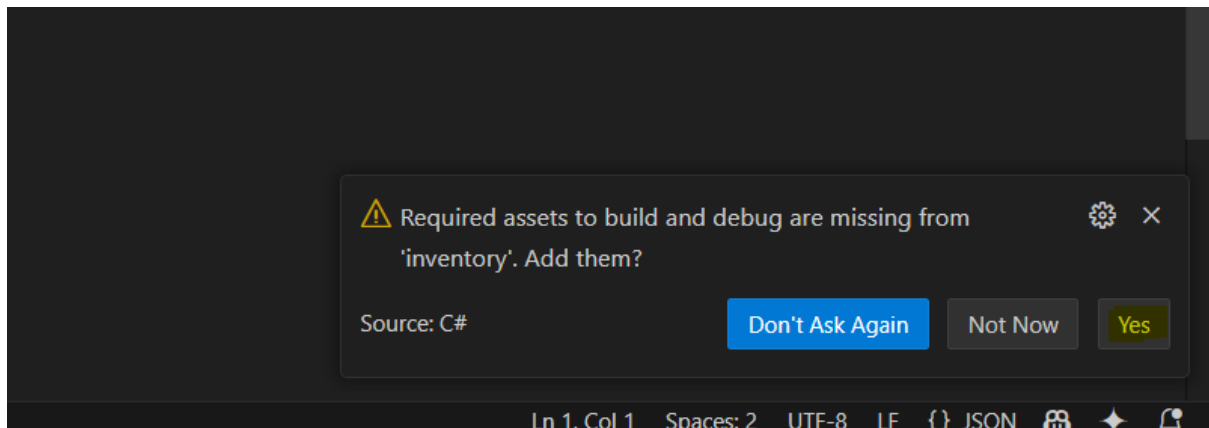 Required assets to build and debug are missing from
'inventory'. Add them?
Source: C#
Don't Ask Again
Not Now
Yes
Ln 1, Col 1 Spaces: 2 UTF-8 LF {} JSON